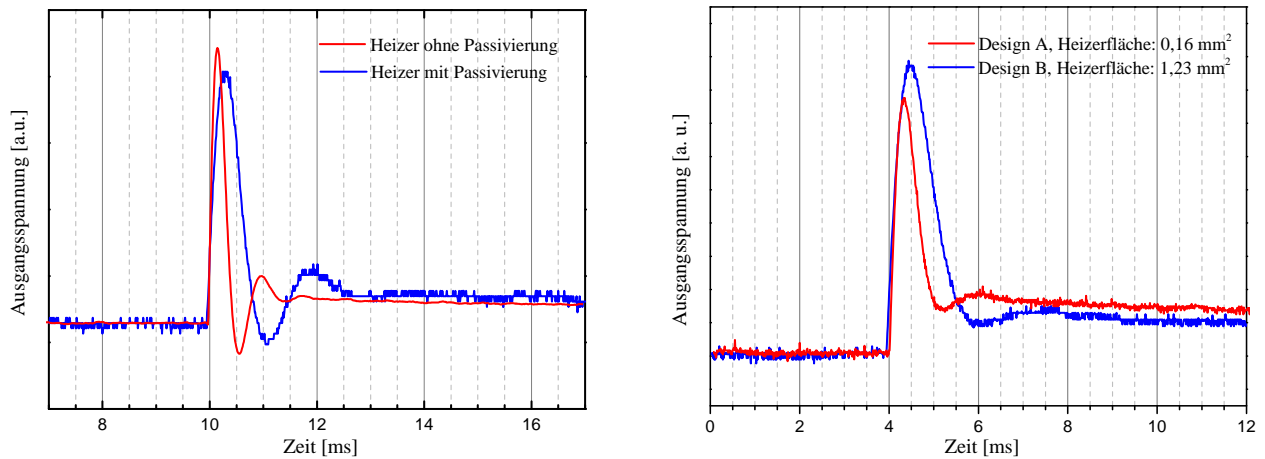 Heizer ohne Passivierung
Heizer mit Passivierung
Ausgangsspannung [a.u.]
8 10 12 14 16
Zeit [ms]
Design A, Heizerfläche: 0,16 mm²
Design B, Heizerfläche: 1,23 mm²
Ausgangsspannung [a. u.]
0 2 4 6 8 10 12
Zeit [ms]